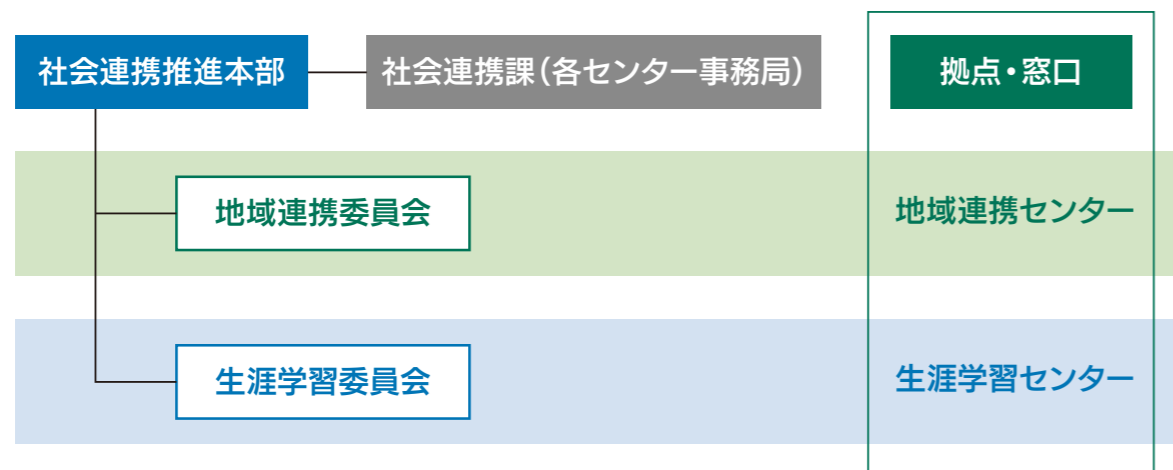 社会連携推進本部
社会連携課（各センター事務局）
拠点・窓口
地域連携委員会
地域連携センター
生涯学習委員会
生涯学習センター